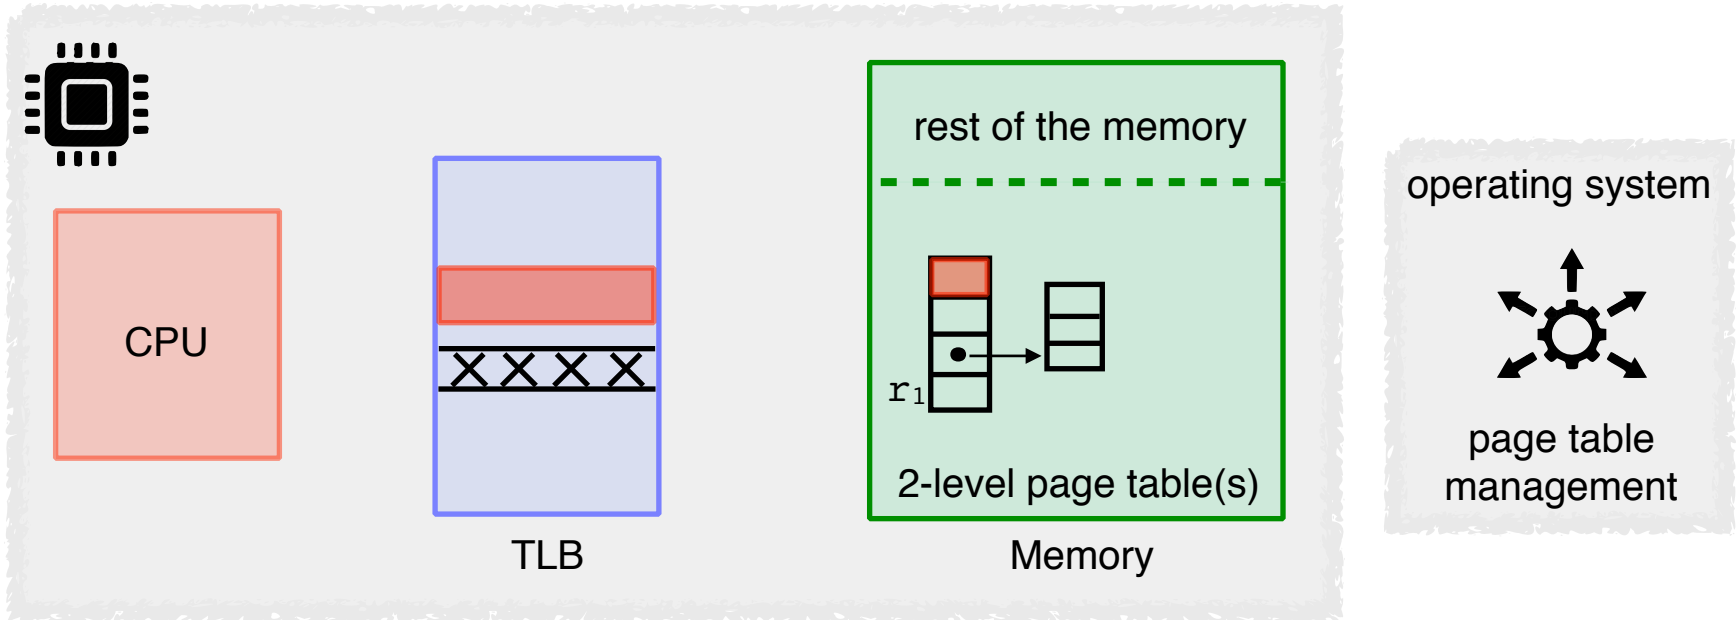 rest of the memory
operating system
CPU
r1
page table
management
2-level page table(s)
TLB
Memory